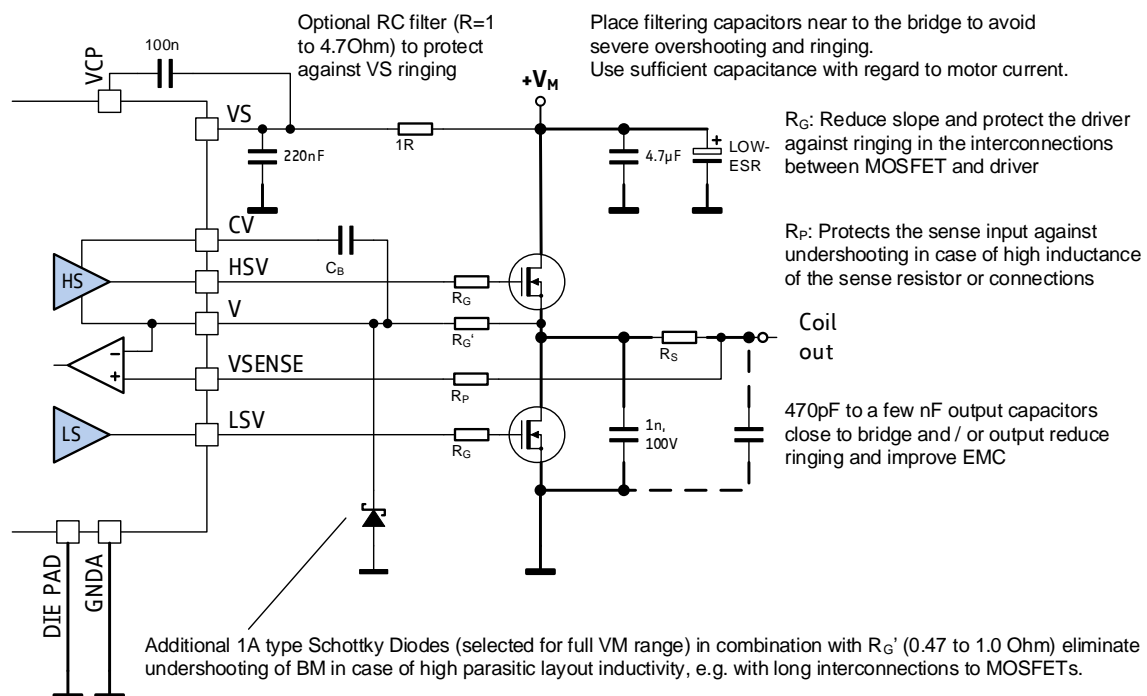 Optional RC filter (R=1
to 4.7Ohm) to protect
against VS ringing
Place filtering capacitors near to the bridge to avoid
severe overshooting and ringing.
Use sufficient capacitance with regard to motor current.
100n
VCP
+VM
VS
1R
220nF
4.7µF
+
LOW-
ESR
RG: Reduce slope and protect the driver
against ringing in the interconnections
between MOSFET and driver
CV
CB
HS
HSV
RG
RP: Protects the sense input against
undershooting in case of high inductance
of the sense resistor or connections
V
RG‘
Coil
out
-
+
VSENSE
RP
RS
LS
LSV
RG
1n,
100V
470pF to a few nF output capacitors
close to bridge and / or output reduce
ringing and improve EMC
DIE PAD
GNDA
Additional 1A type Schottky Diodes (selected for full VM range) in combination with RG’ (0.47 to 1.0 Ohm) eliminate
undershooting of BM in case of high parasitic layout inductivity, e.g. with long interconnections to MOSFETs.